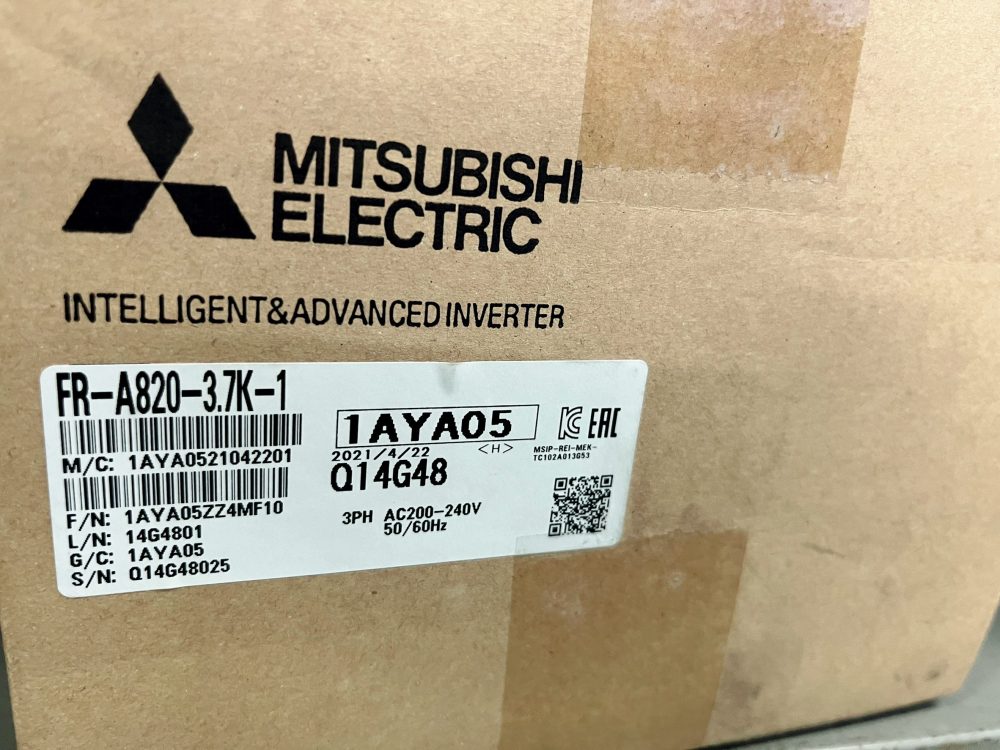 MITSUBISHI
ELECTRIC
INTELLIGENT&ADVANCED INVERTER
FR-A820-3.7K-1
M/C: 1AYA0521042201
F/N: 1AYA05ZZ4MF10
L/N: 14G4801
G/C: 1AYA05
S/N: Q14G48025
1AYA05
2021/4/22 <H>
Q14G48
3PH AC200-240V
50/60Hz
EAC
MSIP-REI-MEK-
TC102A013G53